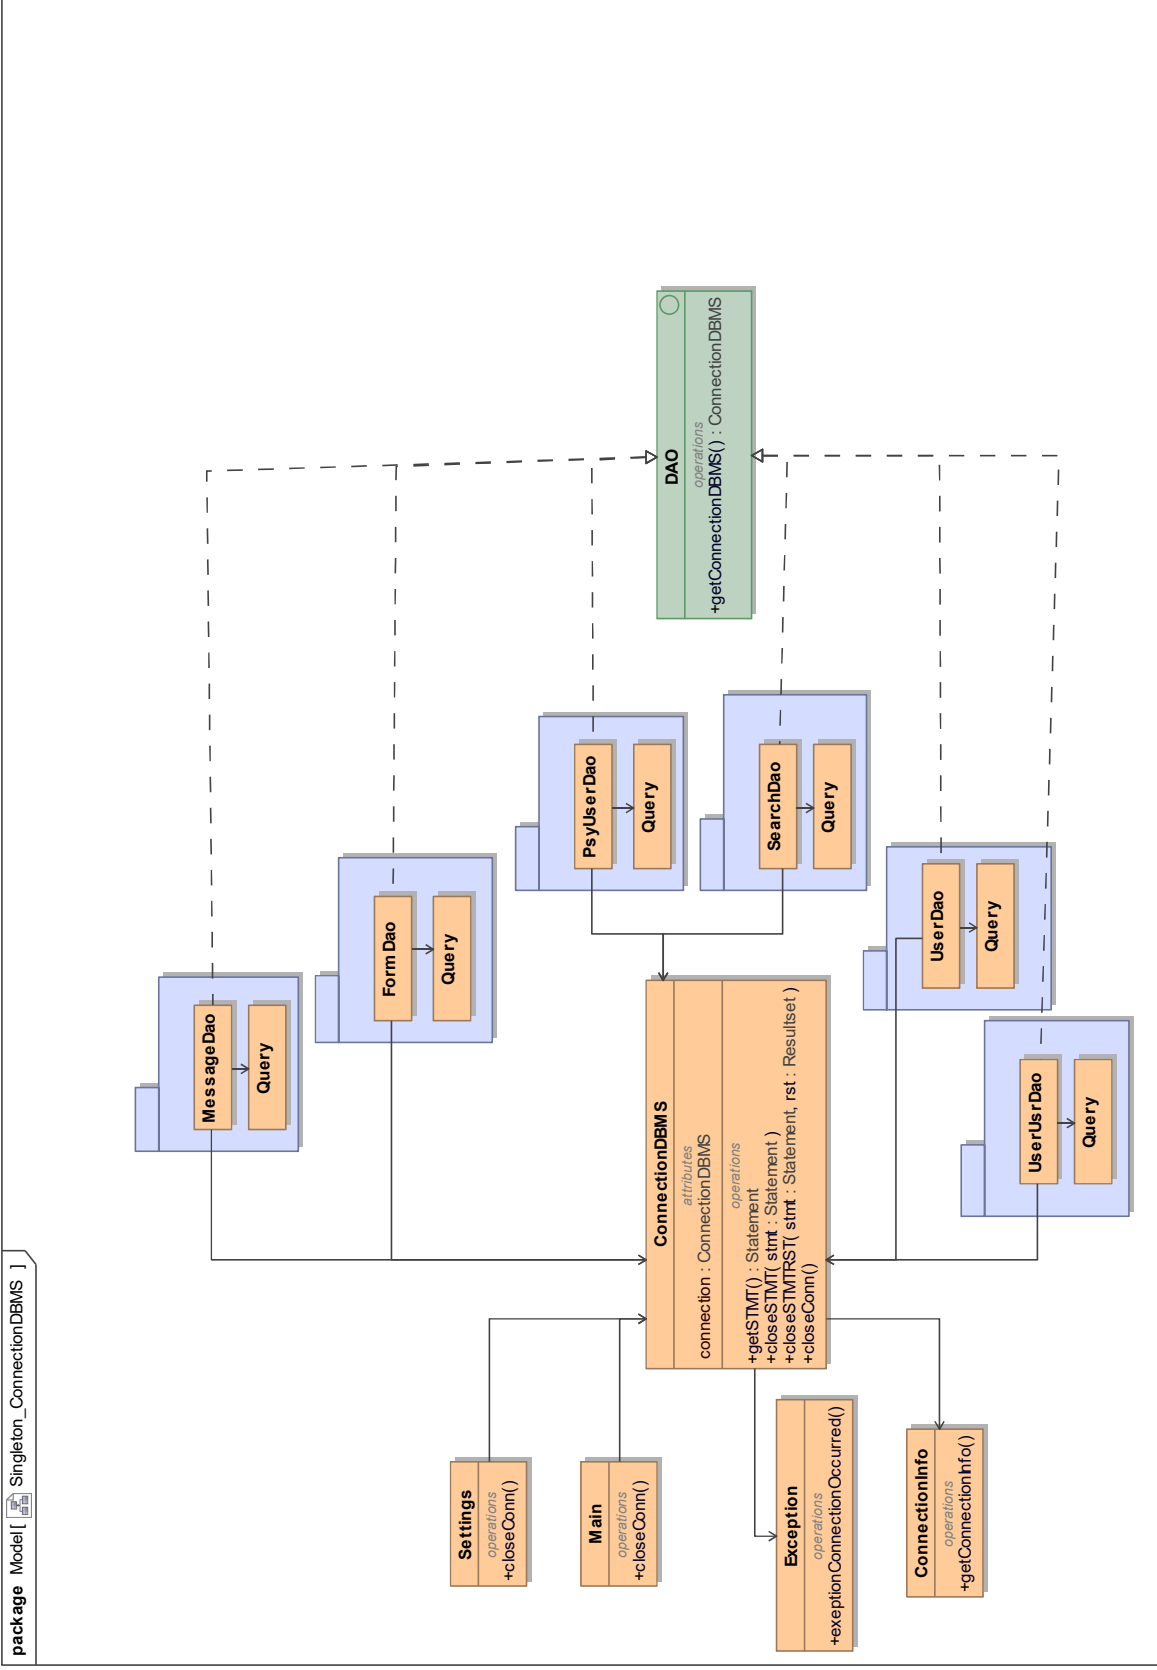 package Model [ Singleton_ConnectionDBMS ]
MessageDao
Query
FormDao
Query
PsyUserDao
Query
SearchDao
Query
UserDao
Query
UserUsrDao
Query
DAO
operations
+getConnectionDBMS() : ConnectionDBMS
ConnectionDBMS
attributes
connection : ConnectionDBMS
operations
+getSTMT() : Statement
+closeSTMT( stmt : Statement )
+closeSTMTRST( stmt : Statement, rst : Resultset )
+closeConn()
Settings
operations
+closeConn()
Main
operations
+closeConn()
Exception
operations
+exeptionConnectionOccurred()
ConnectionInfo
operations
+getConnectionInfo()